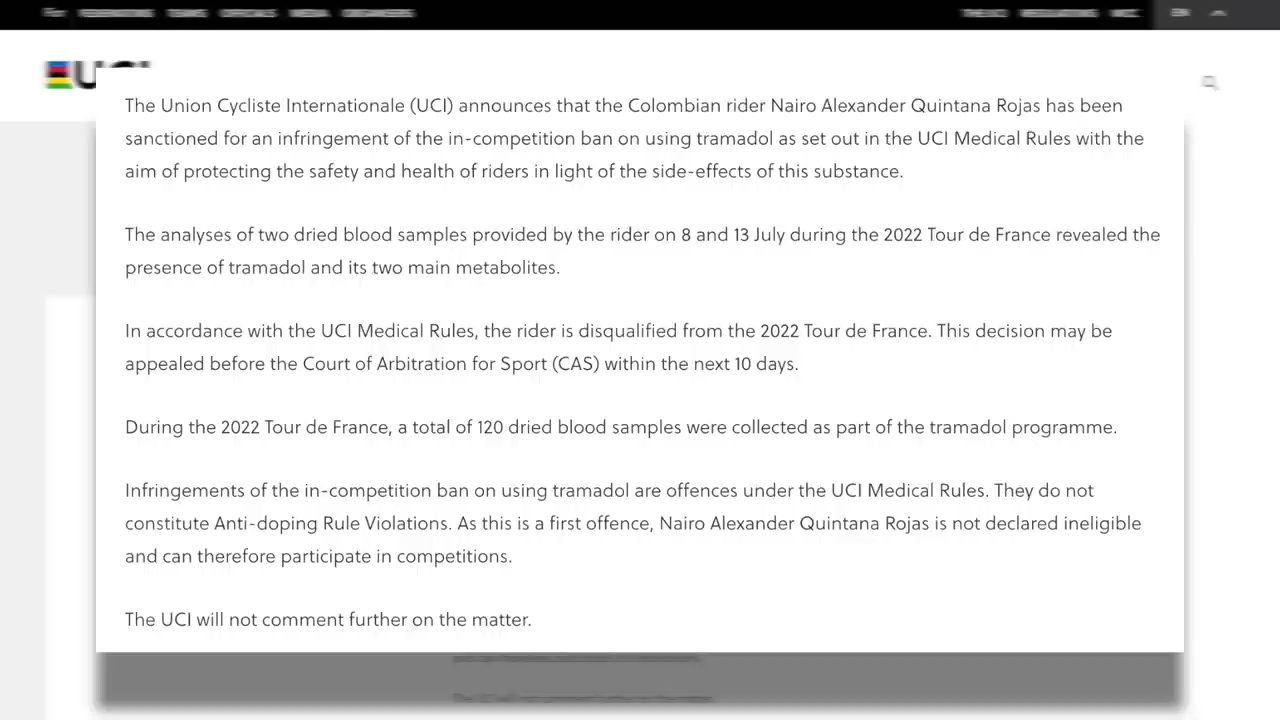 The Union Cycliste Internationale (UCI) announces that the Colombian rider Nairo Alexander Quintana Rojas has been
sanctioned for an infringement of the in-competition ban on using tramadol as set out in the UCI Medical Rules with the
aim of protecting the safety and health of riders in light of the side-effects of this substance.
The analyses of two dried blood samples provided by the rider on 8 and 13 July during the 2022 Tour de France revealed the
presence of tramadol and its two main metabolites.
In accordance with the UCI Medical Rules, the rider is disqualified from the 2022 Tour de France. This decision may be
appealed before the Court of Arbitration for Sport (CAS) within the next 10 days.
During the 2022 Tour de France, a total of 120 dried blood samples were collected as part of the tramadol programme.
Infringements of the in-competition ban on using tramadol are offences under the UCI Medical Rules. They do not
constitute Anti-doping Rule Violations. As this is a first offence, Nairo Alexander Quintana Rojas is not declared ineligible
and can therefore participate in competitions.
The UCI will not comment further on the matter.